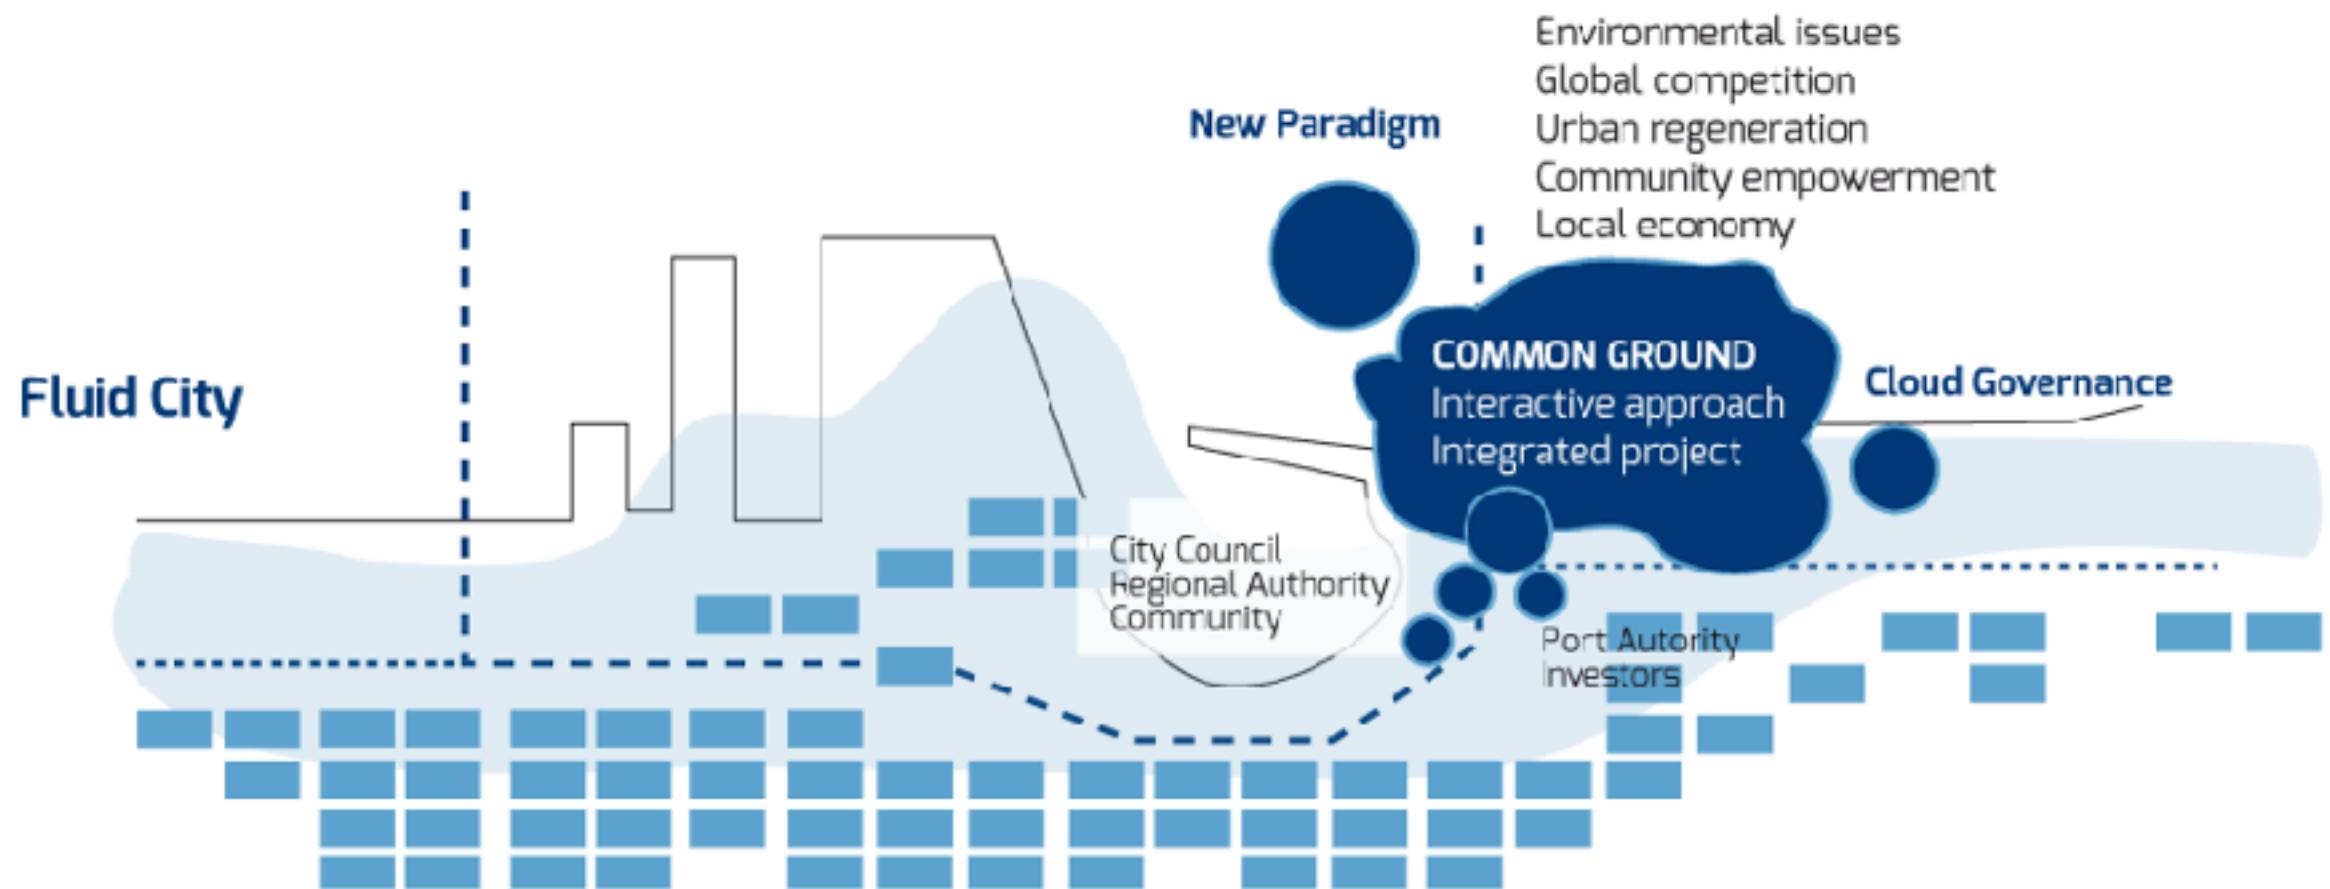 Environmental issues
Global competition
Urban regeneration
Community empowerment
Local economy
New Paradigm
Fluid City
COMMON GROUND
Interactive approach
Integrated project
Cloud Governance
City Council
Regional Authority
Community
Port Autority
Investors